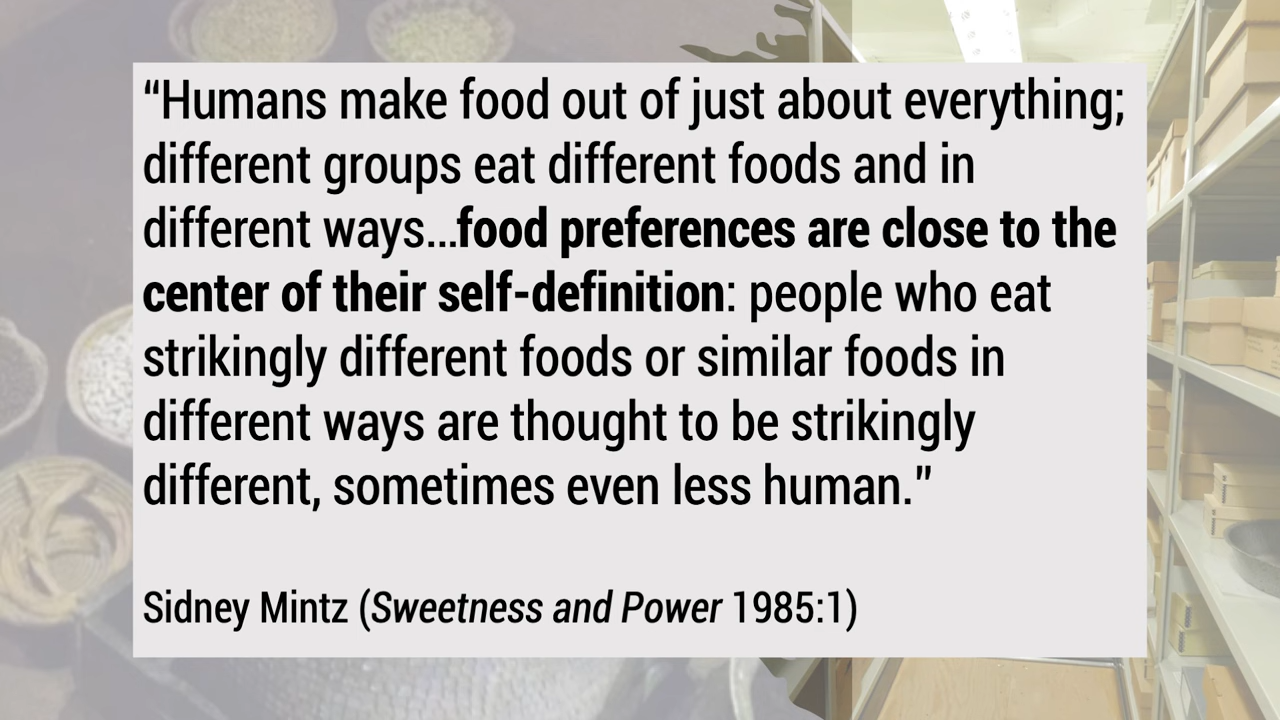 “Humans make food out of just about everything;
different groups eat different foods and in
different ways...food preferences are close to the
center of their self-definition: people who eat
strikingly different foods or similar foods in
different ways are thought to be strikingly
different, sometimes even less human.”
Sidney Mintz (Sweetness and Power 1985:1)